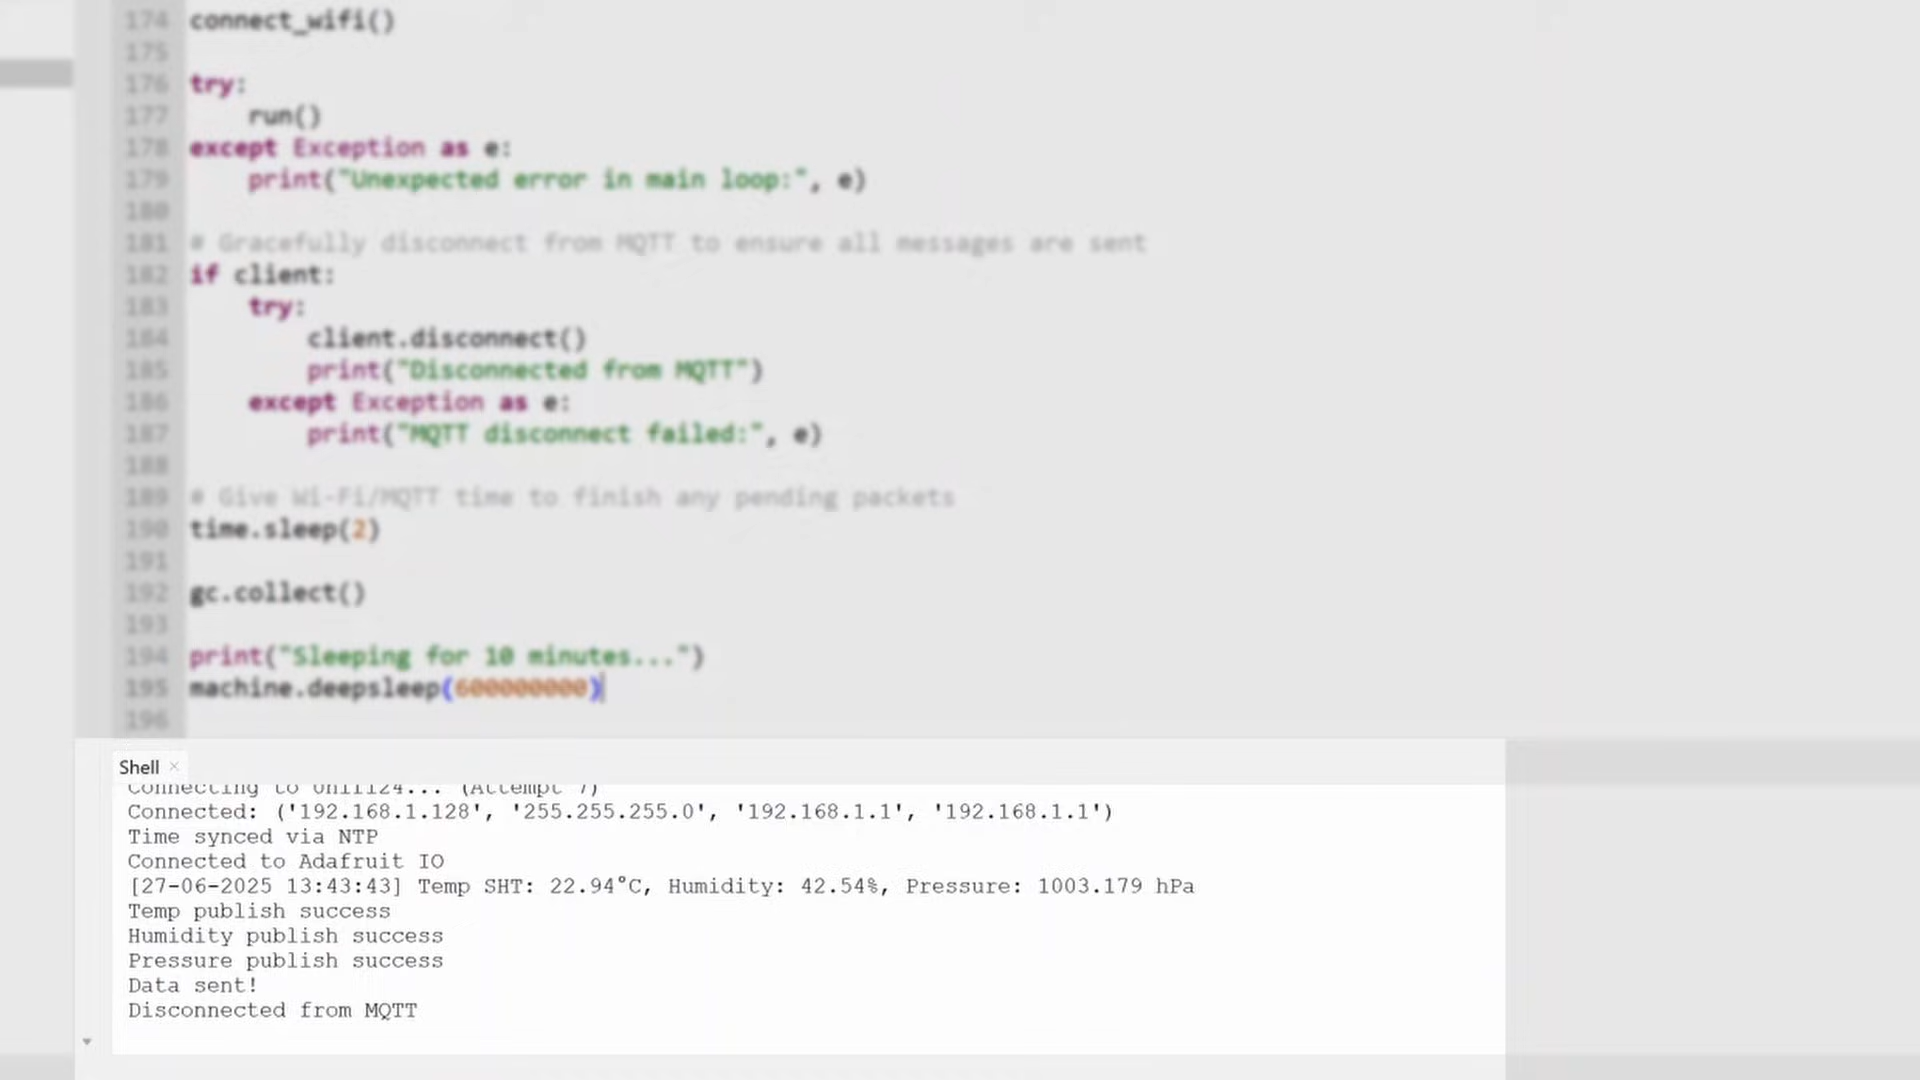 174 connect_wifi()
175
176 try:
177     run()
178 except Exception as e:
179     print("Unexpected error in main loop:", e)
180
181 # Gracefully disconnect from MQTT to ensure all messages are sent
182 if client:
183     try:
184         client.disconnect()
185         print("Disconnected from MQTT")
186     except Exception as e:
187         print("MQTT disconnect failed:", e)
188
189 # Give Wi-Fi/MQTT time to finish any pending packets
190 time.sleep(2)
191
192 gc.collect()
193
194 print("Sleeping for 10 minutes...")
195 machine.deepsleep(600000000)
196
Shell ×
Connecting to ... (Attempt 7)
Connected: ('192.168.1.128', '255.255.255.0', '192.168.1.1', '192.168.1.1')
Time synced via NTP
Connected to Adafruit IO
[27-06-2025 13:43:43] Temp SHT: 22.94°C, Humidity: 42.54%, Pressure: 1003.179 hPa
Temp publish success
Humidity publish success
Pressure publish success
Data sent!
Disconnected from MQTT